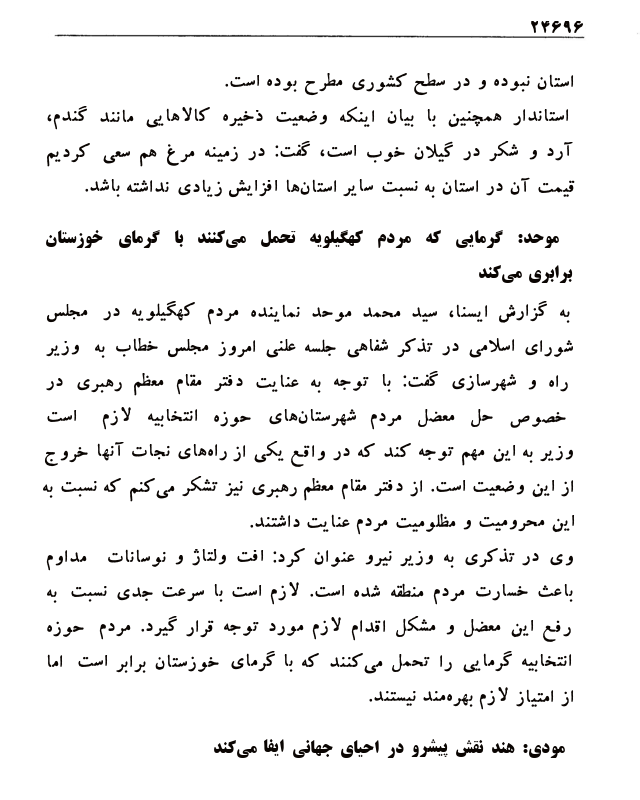 ۲۴۶۹۶
استان نبوده و در سطح کشوری مطرح بوده است.
استاندار همچنین با بیان اینکه وضعیت ذخیره کالاهایی مانند گندم،
آرد و شکر در گیلان خوب است، گفت: در زمینه مرغ هم سعی کردیم
قیمت آن در استان به نسبت سایر استان‌ها افزایش زیادی نداشته باشد.
موحد: گرمایی که مردم کهگیلویه تحمل می‌کنند با گرمای خوزستان
برابری می‌کند
به گزارش ایسنا، سید محمد موحد نماینده مردم کهگیلویه در مجلس
شورای اسلامی در تذکر شفاهی جلسه علنی امروز مجلس خطاب به وزیر
راه و شهرسازی گفت: با توجه به عنایت دفتر مقام معظم رهبری در
خصوص حل معضل مردم شهرستان‌های حوزه انتخابیه لازم است
وزیر به این مهم توجه کند که در واقع یکی از راه‌های نجات آنها خروج
از این وضعیت است. از دفتر مقام معظم رهبری نیز تشکر می‌کنم که نسبت به
این محرومیت و مظلومیت مردم عنایت داشتند.
وی در تذکری به وزیر نیرو عنوان کرد: افت ولتاژ و نوسانات مداوم
باعث خسارت مردم منطقه شده است. لازم است با سرعت جدی نسبت به
رفع این معضل و مشکل اقدام لازم مورد توجه قرار گیرد. مردم حوزه
انتخابیه گرمایی را تحمل می‌کنند که با گرمای خوزستان برابر است اما
از امتیاز لازم بهره‌مند نیستند.
مودی: هند نقش پیشرو در احیای جهانی ایفا می‌کند